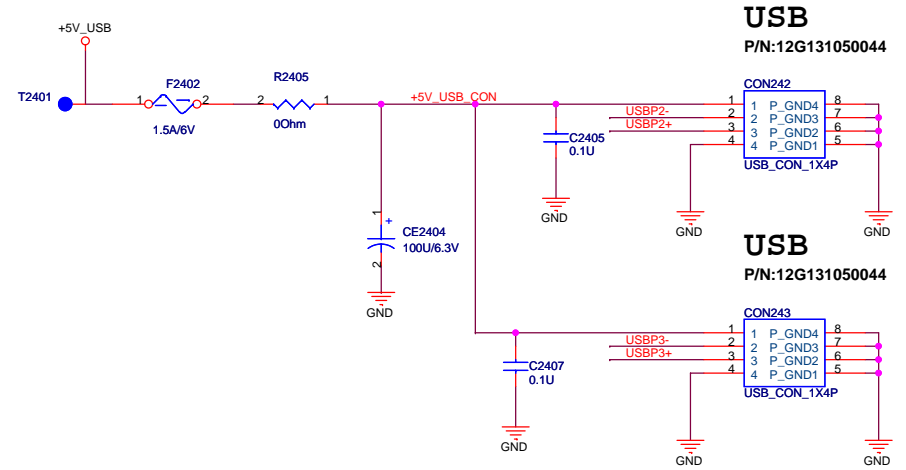 USB
P/N:12G131050044
+5V_USB
T2401
F2402
1 2
1.5A/6V
R2405
2 1
0Ohm
+5V_USB_CON
USBP2-
USBP2+
C2405
0.1U
GND
CON242
1 1 P_GND4 8
2 2 P_GND3 7
3 3 P_GND2 6
4 4 P_GND1 5
USB_CON_1X4P
GND
GND
1
+
CE2404
100U/6.3V
2
GND
USB
P/N:12G131050044
CON243
1 1 P_GND4 8
USBP3- 2 2 P_GND3 7
USBP3+ 3 3 P_GND2 6
4 4 P_GND1 5
USB_CON_1X4P
C2407
0.1U
GND
GND
GND